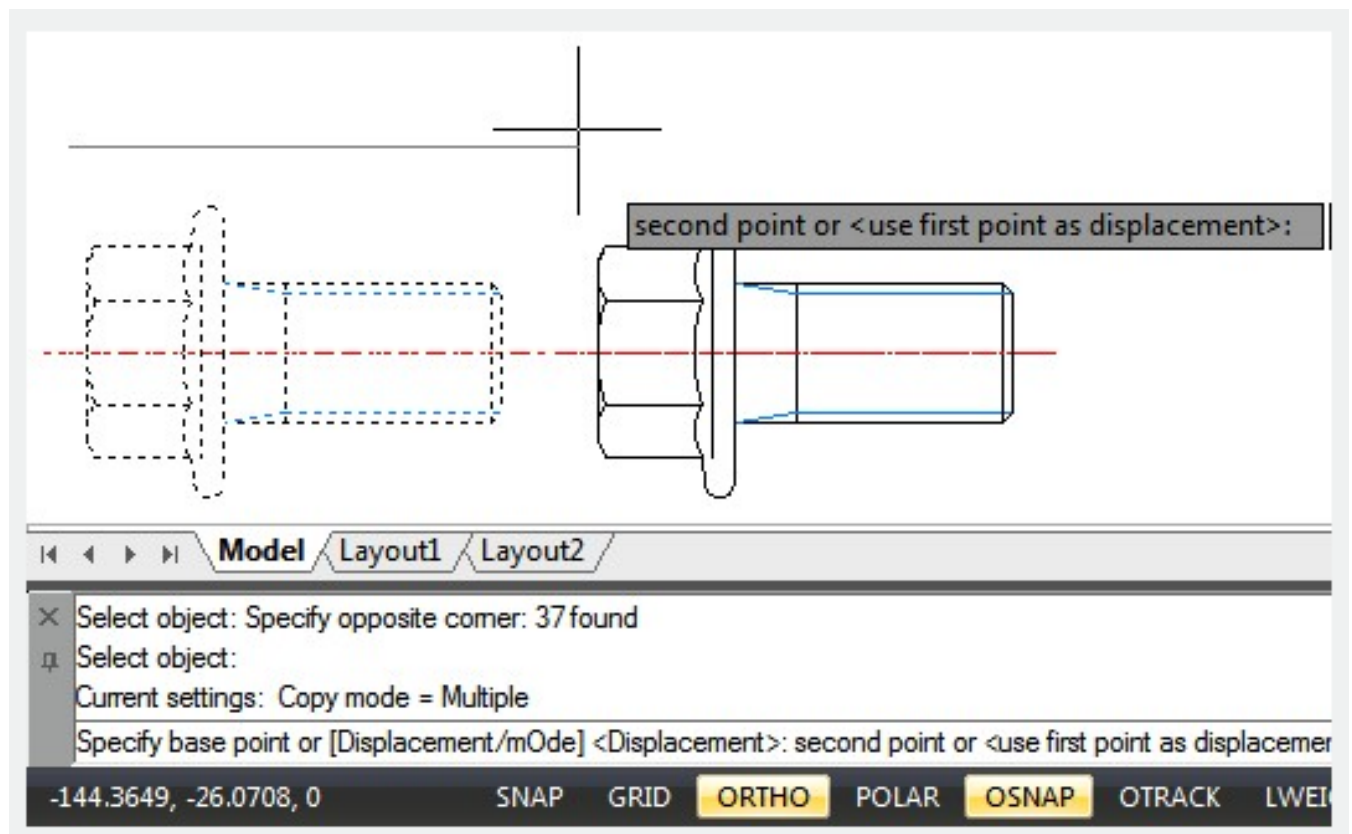 second point or <use first point as displacement>:
Model Layout1 Layout2
Select object: Specify opposite corner: 37 found
Select object:
Current settings:  Copy mode = Multiple
Specify base point or [Displacement/mOde] <Displacement>: second point or <use first point as displacemen
-144.3649, -26.0708, 0 SNAP GRID ORTHO POLAR OSNAP OTRACK LWEI